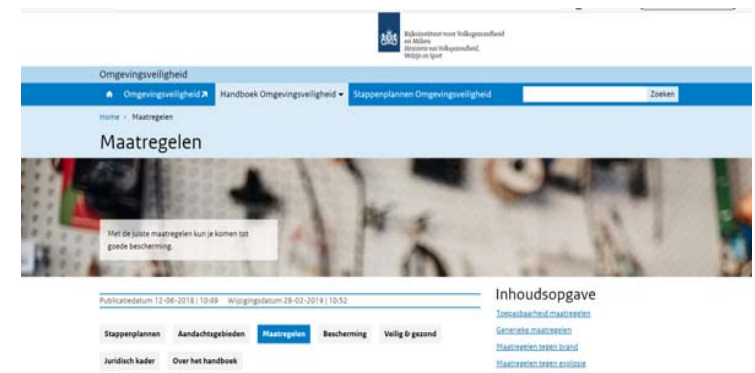 Rijksinstituut voor Volksgezondheid
en Milieu
Ministerie van Volksgezondheid,
Welzijn en Sport
Omgevingsveiligheid
Omgevingsveiligheid Handboek Omgevingsveiligheid Stappenplannen Omgevingsveiligheid Zoeken
Home › Maatregelen
Maatregelen
Met de juiste maatregelen kun je komen tot
goede bescherming.
Publicatiedatum 12-06-2018 | 10:49 Wijzigingsdatum 28-02-2019 | 10:52
Stappenplannen Aandachtsgebieden Maatregelen Bescherming Veilig & gezond
Juridisch kader Over het handboek
Inhoudsopgave
Toepasbaarheid maatregelen
Generieke maatregelen
Maatregelen tegen brand
Maatregelen tegen explosie